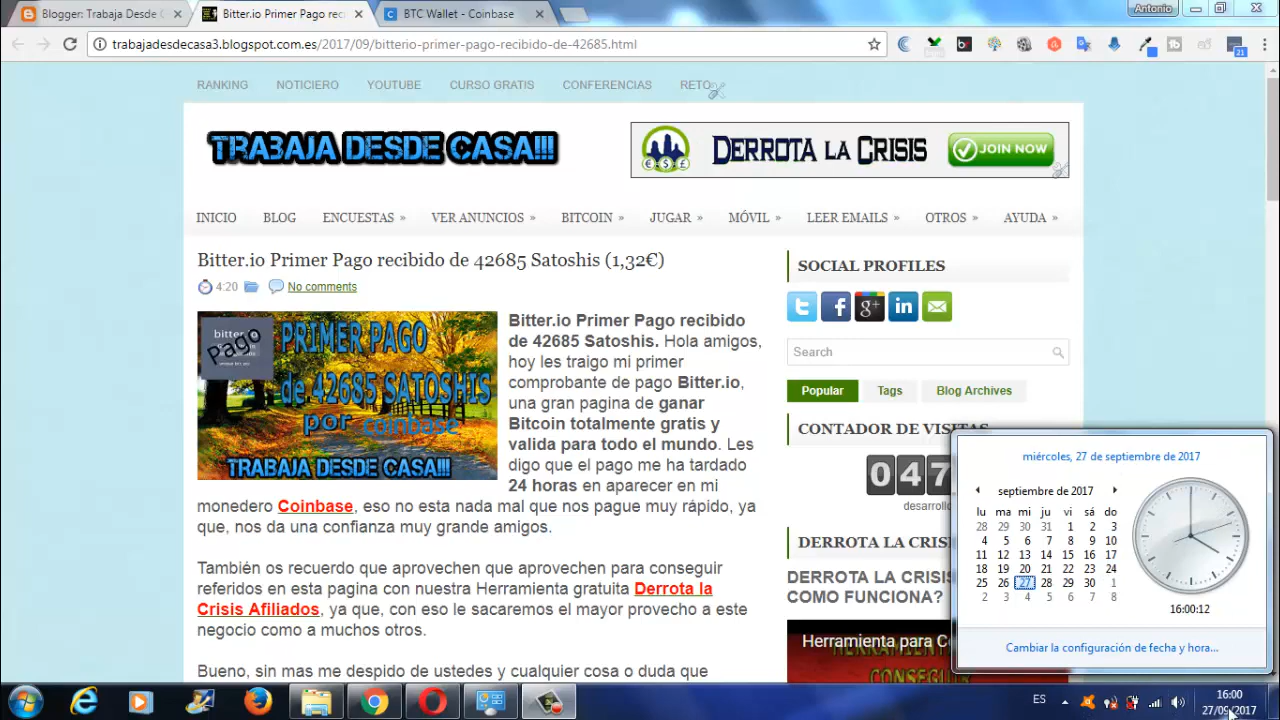 Blogger: Trabaja Desde C
Bitter.io Primer Pago rec
BTC Wallet - Coinbase
Antonio
trabajadesdecasa3.blogspot.com.es/2017/09/bitterio-primer-pago-recibido-de-42685.html
21
RANKING NOTICIERO YOUTUBE CURSO GRATIS CONFERENCIAS RETO
TRABAJA DESDE CASA!!!
DERROTA LA CRISIS
JOIN NOW
INICIO BLOG ENCUESTAS » VER ANUNCIOS » BITCOIN » JUGAR » MÓVIL » LEER EMAILS » OTROS » AYUDA »
Bitter.io Primer Pago recibido de 42685 Satoshis (1,32€)
4:20 No comments
bitter.io
Pago
PRIMER PAGO
de 42685 SATOSHIS
por coinbase
TRABAJA DESDE CASA!!!
Bitter.io Primer Pago recibido
de 42685 Satoshis. Hola amigos,
hoy les traigo mi primer
comprobante de pago Bitter.io,
una gran pagina de ganar
Bitcoin totalmente gratis y
valida para todo el mundo. Les
digo que el pago me ha tardado
24 horas en aparecer en mi
monedero Coinbase, eso no esta nada mal que nos pague muy rápido, ya
que, nos da una confianza muy grande amigos.
También os recuerdo que aprovechen que aprovechen para conseguir
referidos en esta pagina con nuestra Herramienta gratuita Derrota la
Crisis Afiliados, ya que, con eso le sacaremos el mayor provecho a este
negocio como a muchos otros.
Bueno, sin mas me despido de ustedes y cualquier cosa o duda que
SOCIAL PROFILES
Search
Popular Tags Blog Archives
CONTADOR DE VISITAS
047
desarroll
DERROTA LA CRISI
DERROTA LA CRISIS
COMO FUNCIONA?
Herramienta para Co
HERRAMIENTA
CONSEGUIR
miércoles, 27 de septiembre de 2017
septiembre de 2017
lu ma mi ju vi sá do
28 29 30 31 1 2 3
4 5 6 7 8 9 10
11 12 13 14 15 16 17
18 19 20 21 22 23 24
25 26 27 28 29 30 1
2 3 4 5 6 7 8
16:00:12
Cambiar la configuración de fecha y hora...
ES
16:00
27/09/2017